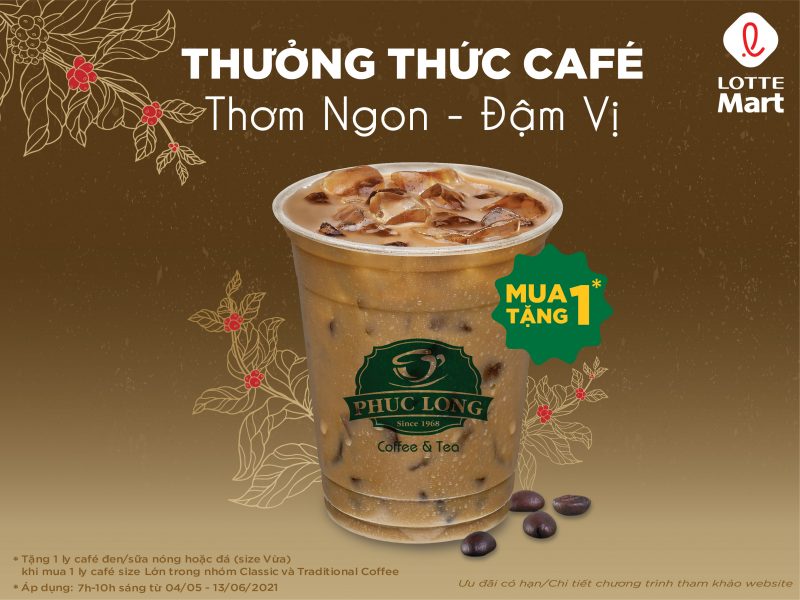 THƯỞNG THỨC CAFÉ
Thơm Ngon - Đậm Vị
LOTTE
Mart
MUA 1*
TẶNG
PHUC LONG
Since 1968
Coffee & Tea
* Tặng 1 ly café đen/sữa nóng hoặc đá (size Vừa)
khi mua 1 ly café size Lớn trong nhóm Classic và Traditional Coffee
* Áp dụng: 7h-10h sáng từ 04/05 - 13/06/2021
Ưu đãi có hạn/Chi tiết chương trình tham khảo website